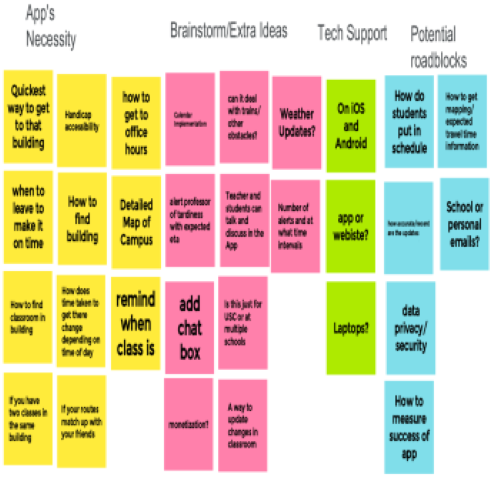 App's
Necessity
Brainstorm/Extra Ideas
Tech Support
Potential
roadblocks
Quickest
way to get
to that
building
Handicap
accesibility
how to
get to
office
hours
Calendar
Implementation
can it deal
with trains/
other
obstacles?
Weather
Updates?
On iOS
and
Android
How do
students
put in
schedule
How to get
mapping/
expected
travel time
information
when to
leave to
make it
on time
How to
find
building
Detailed
Map of
Campus
alert professor
of tardiness
with expected
eta
Teacher and
students can
talk and
discuss in the
App
Number of
alerts and at
what time
intervals
app or
webiste?
How accurate/recent
are the updates
School or
personal
emails?
How to find
classroom in
building
How does
time taken to
get there
change
depending on
time of day
remind
when
class is
add
chat
box
Is this just for
USC or at
multiple
schools
Laptops?
data
privacy/
security
If you have
two classes in
the same
building
If your routes
match up with
your friends
monetization?
A way to
update
changes in
classroom
How to
measure
success of
app